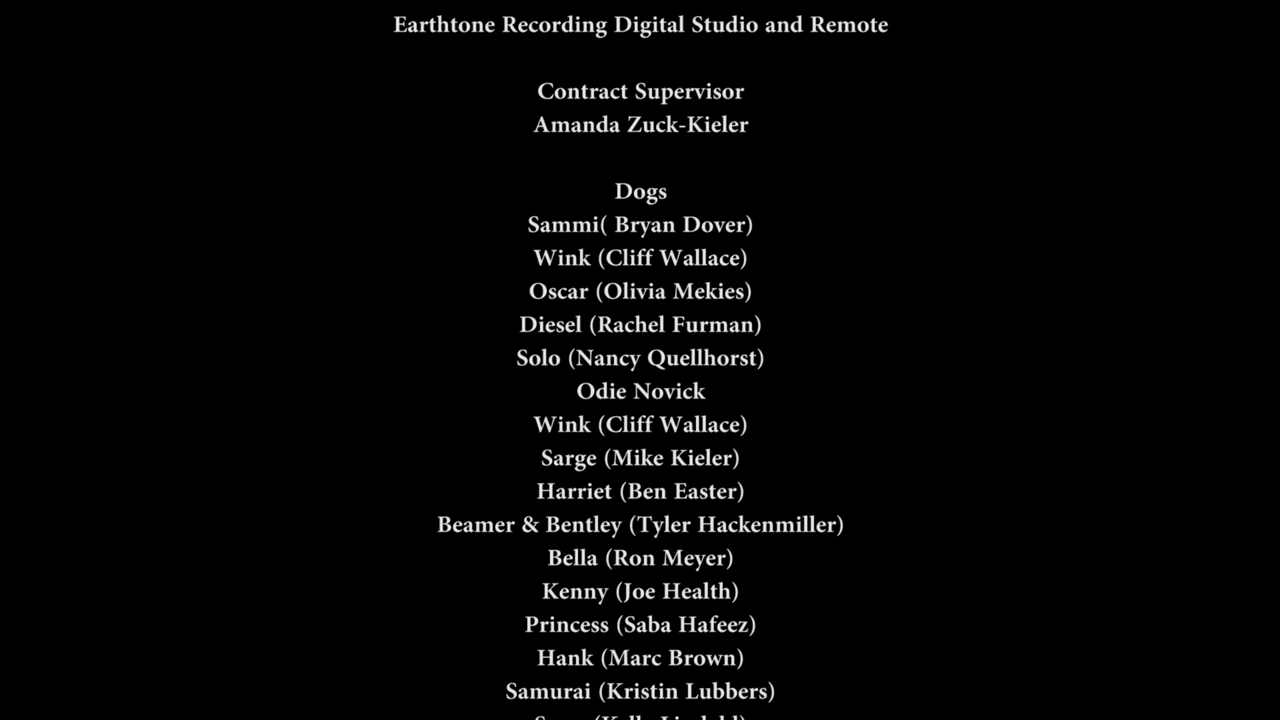 Earthtone Recording Digital Studio and Remote
Contract Supervisor
Amanda Zuck-Kieler
Dogs
Sammi( Bryan Dover)
Wink (Cliff Wallace)
Oscar (Olivia Mekies)
Diesel (Rachel Furman)
Solo (Nancy Quellhorst)
Odie Novick
Wink (Cliff Wallace)
Sarge (Mike Kieler)
Harriet (Ben Easter)
Beamer & Bentley (Tyler Hackenmiller)
Bella (Ron Meyer)
Kenny (Joe Health)
Princess (Saba Hafeez)
Hank (Marc Brown)
Samurai (Kristin Lubbers)